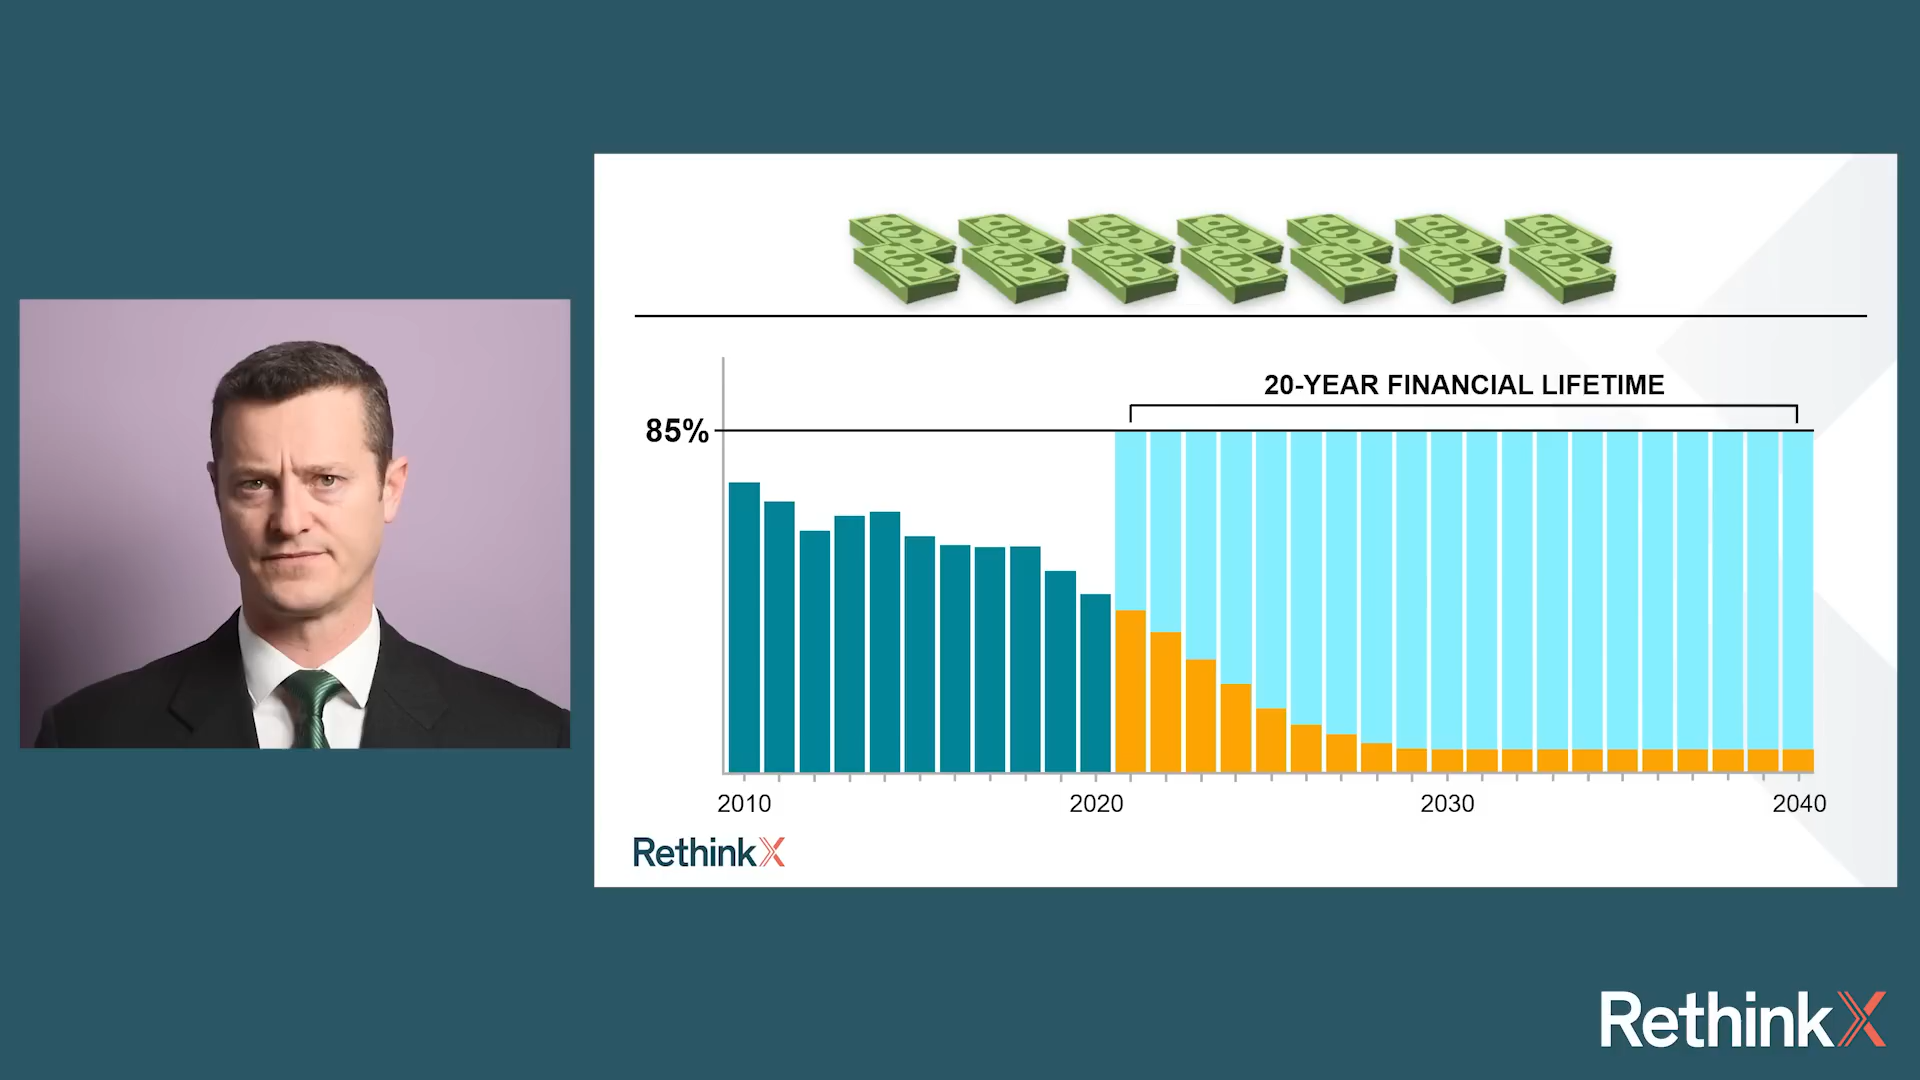 20-YEAR FINANCIAL LIFETIME
85%
2010 2020 2030 2040
RethinkX
RethinkX